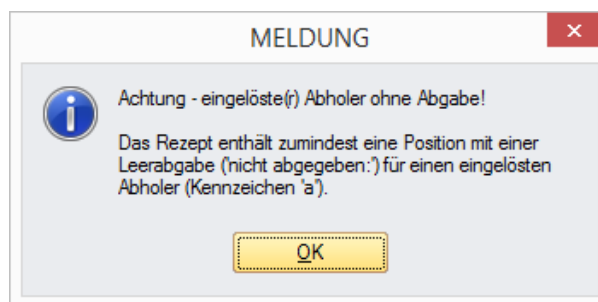 MELDUNG
Achtung - eingelöste(r) Abholer ohne Abgabe!
Das Rezept enthält zumindest eine Position mit einer
Leerabgabe ('nicht abgegeben:') für einen eingelösten
Abholer (Kennzeichen 'a').
OK